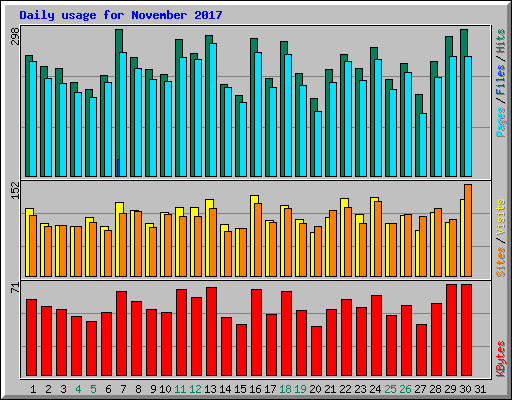 Daily usage for November 2017
298
Pages / Files / Hits
152
Sites / Visits
71
KBytes
1 2 3 4 5 6 7 8 9 10 11 12 13 14 15 16 17 18 19 20 21 22 23 24 25 26 27 28 29 30 31